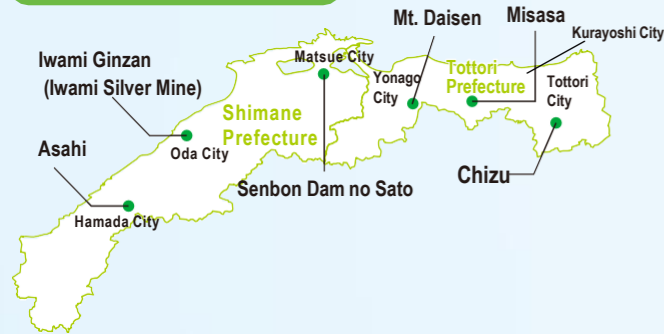 Mt. Daisen
Misasa
Kurayoshi City
Iwami Ginzan
(Iwami Silver Mine)
Matsue City
Yonago
City
Tottori
Prefecture
Tottori
City
Shimane
Prefecture
Asahi
Oda City
Senbon Dam no Sato
Chizu
Hamada City